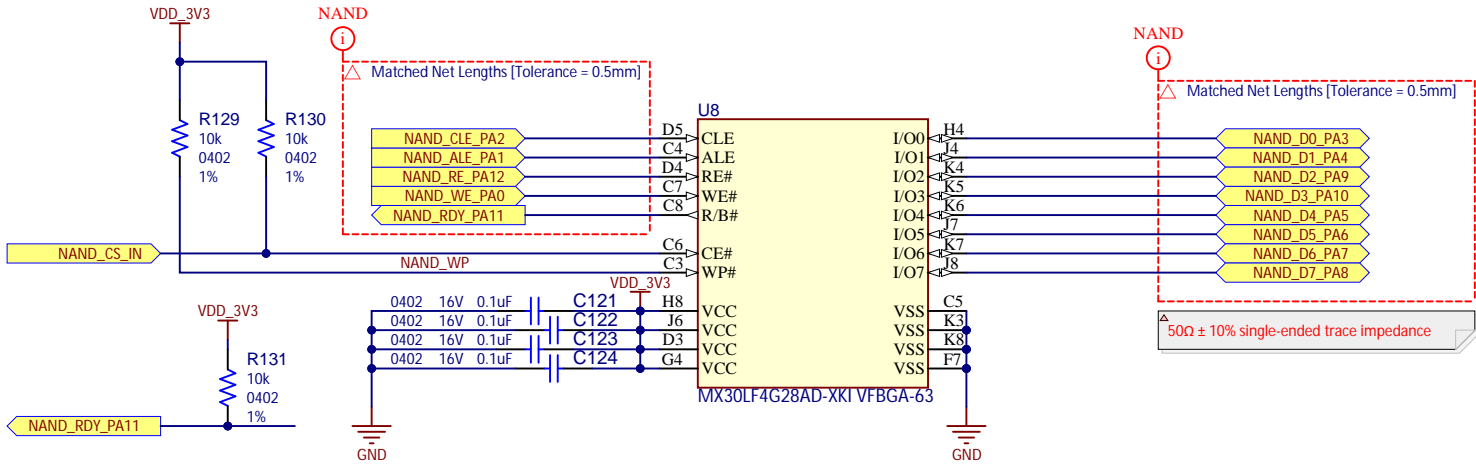 VDD_3V3
NAND
i
Matched Net Lengths [Tolerance = 0.5mm]
NAND
i
Matched Net Lengths [Tolerance = 0.5mm]
R129
10k
0402
1%
R130
10k
0402
1%
U8
NAND_CLE_PA2 D5 CLE I/O0 H4 NAND_D0_PA3
NAND_ALE_PA1 C4 ALE I/O1 J4 NAND_D1_PA4
NAND_RE_PA12 D4 RE# I/O2 K4 NAND_D2_PA9
NAND_WE_PA0 C7 WE# I/O3 K5 NAND_D3_PA10
NAND_RDY_PA11 C8 R/B# I/O4 K6 NAND_D4_PA5
I/O5 J7 NAND_D5_PA6
NAND_CS_IN C6 CE# I/O6 K7 NAND_D6_PA7
NAND_WP C3 WP# I/O7 J8 NAND_D7_PA8
VDD_3V3
0402 16V 0.1uF C121 H8 VCC VSS C5
0402 16V 0.1uF C122 J6 VCC VSS K3
0402 16V 0.1uF C123 D3 VCC VSS K8
0402 16V 0.1uF C124 G4 VCC VSS F7
MX30LF4G28AD-XKI VFBGA-63
50Ω ± 10% single-ended trace impedance
VDD_3V3
R131
10k
0402
1%
NAND_RDY_PA11
GND
GND